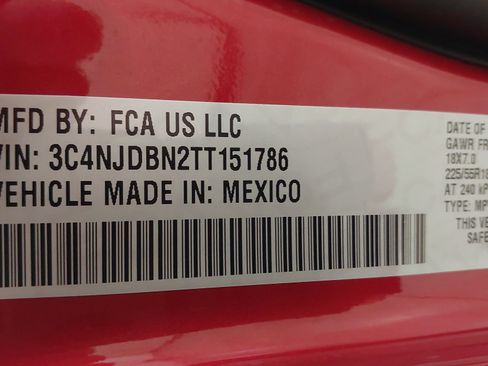 MFD BY: FCA US LLC
VIN: 3C4NJDBN2TT151786
VEHICLE MADE IN: MEXICO
DATE OF
GAWR FR
18X7.0
225/55R18
AT 240 KP
TYPE: MP
THIS VE
SAFE